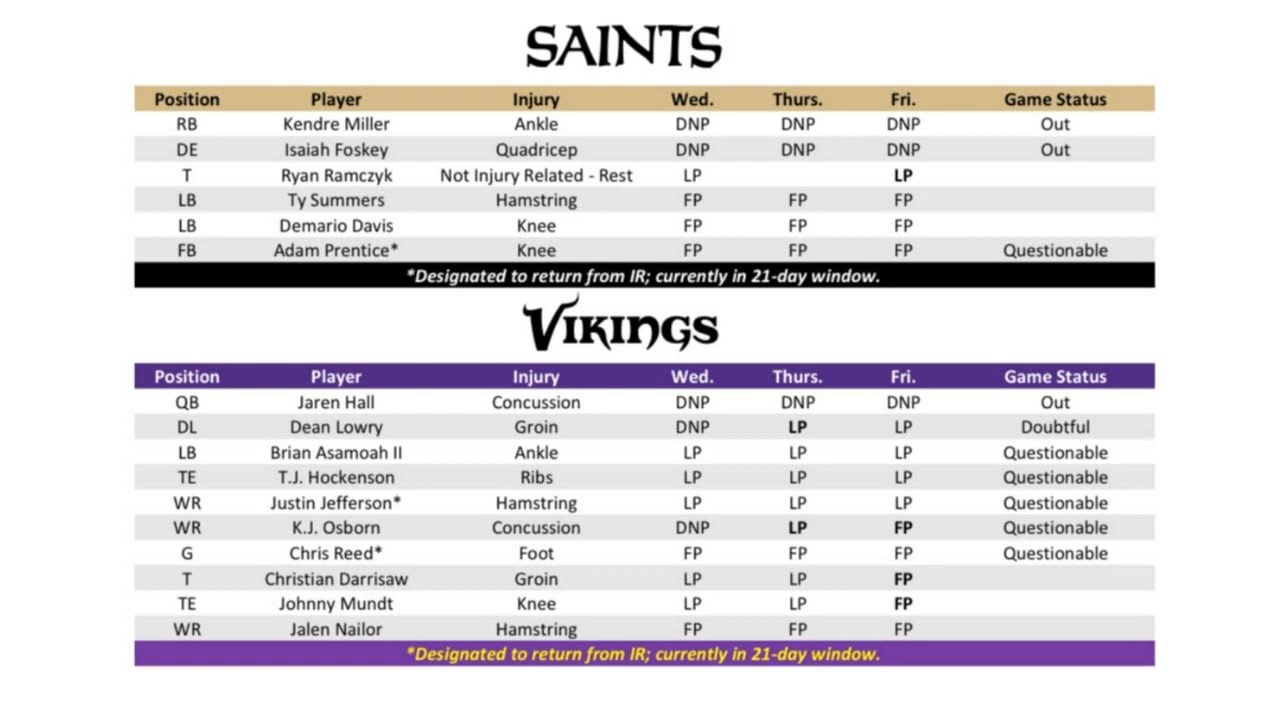 SAINTS
Position Player Injury Wed. Thurs. Fri. Game Status
RB Kendre Miller Ankle DNP DNP DNP Out
DE Isaiah Foskey Quadricep DNP DNP DNP Out
T Ryan Ramczyk Not Injury Related - Rest LP LP
LB Ty Summers Hamstring FP FP FP
LB Demario Davis Knee FP FP FP
FB Adam Prentice* Knee FP FP FP Questionable
*Designated to return from IR; currently in 21-day window.
VIKINGS
Position Player Injury Wed. Thurs. Fri. Game Status
QB Jaren Hall Concussion DNP DNP DNP Out
DL Dean Lowry Groin DNP LP LP Doubtful
LB Brian Asamoah II Ankle LP LP LP Questionable
TE T.J. Hockenson Ribs LP LP LP Questionable
WR Justin Jefferson* Hamstring LP LP LP Questionable
WR K.J. Osborn Concussion DNP LP FP Questionable
G Chris Reed* Foot FP FP FP Questionable
T Christian Darrisaw Groin LP LP FP
TE Johnny Mundt Knee LP LP FP
WR Jalen Nailor Hamstring FP FP FP
*Designated to return from IR; currently in 21-day window.